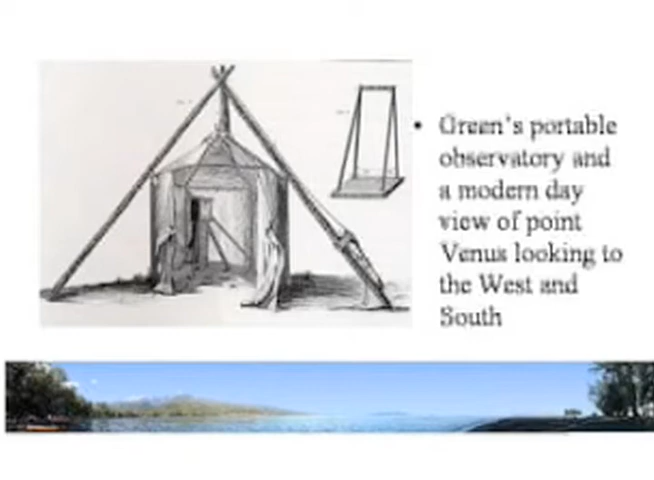 • Green's portable
observatory and
a modern day
view of point
Venus looking to
the West and
South